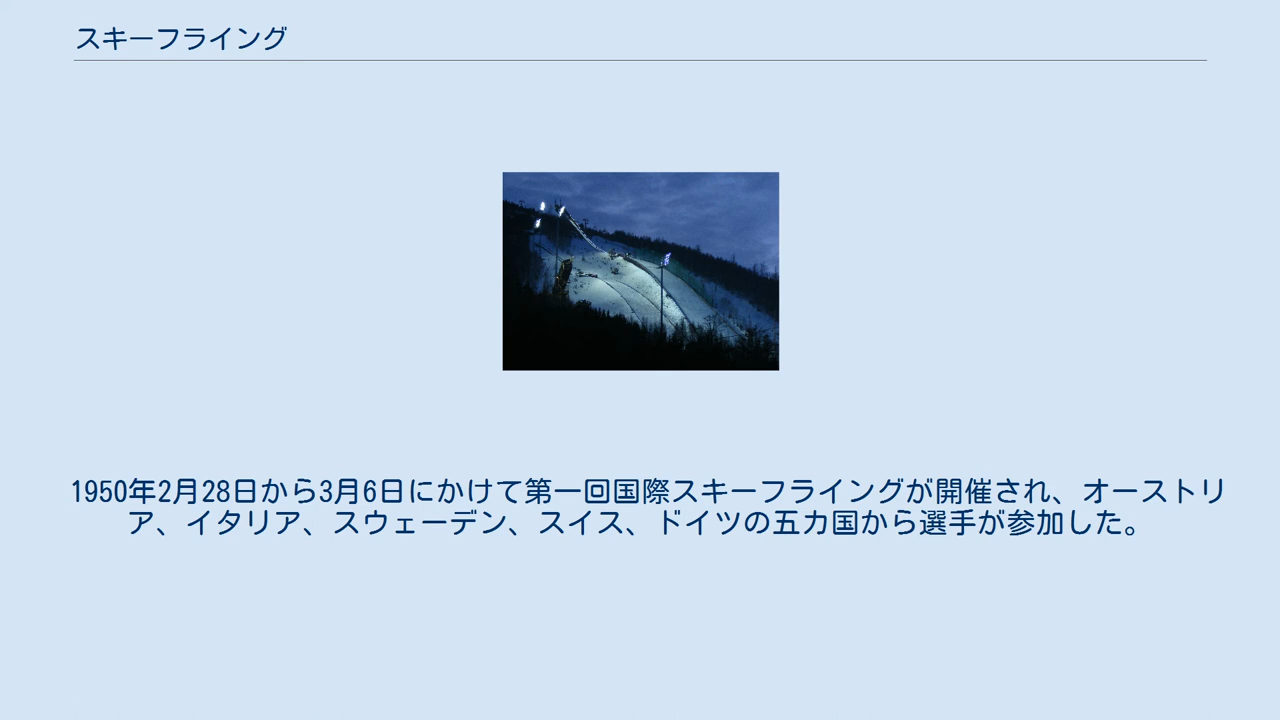 スキーフライング
1950年2月28日から3月6日にかけて第一回国際スキーフライングが開催され、オーストリ
ア、イタリア、スウェーデン、スイス、ドイツの五カ国から選手が参加した。